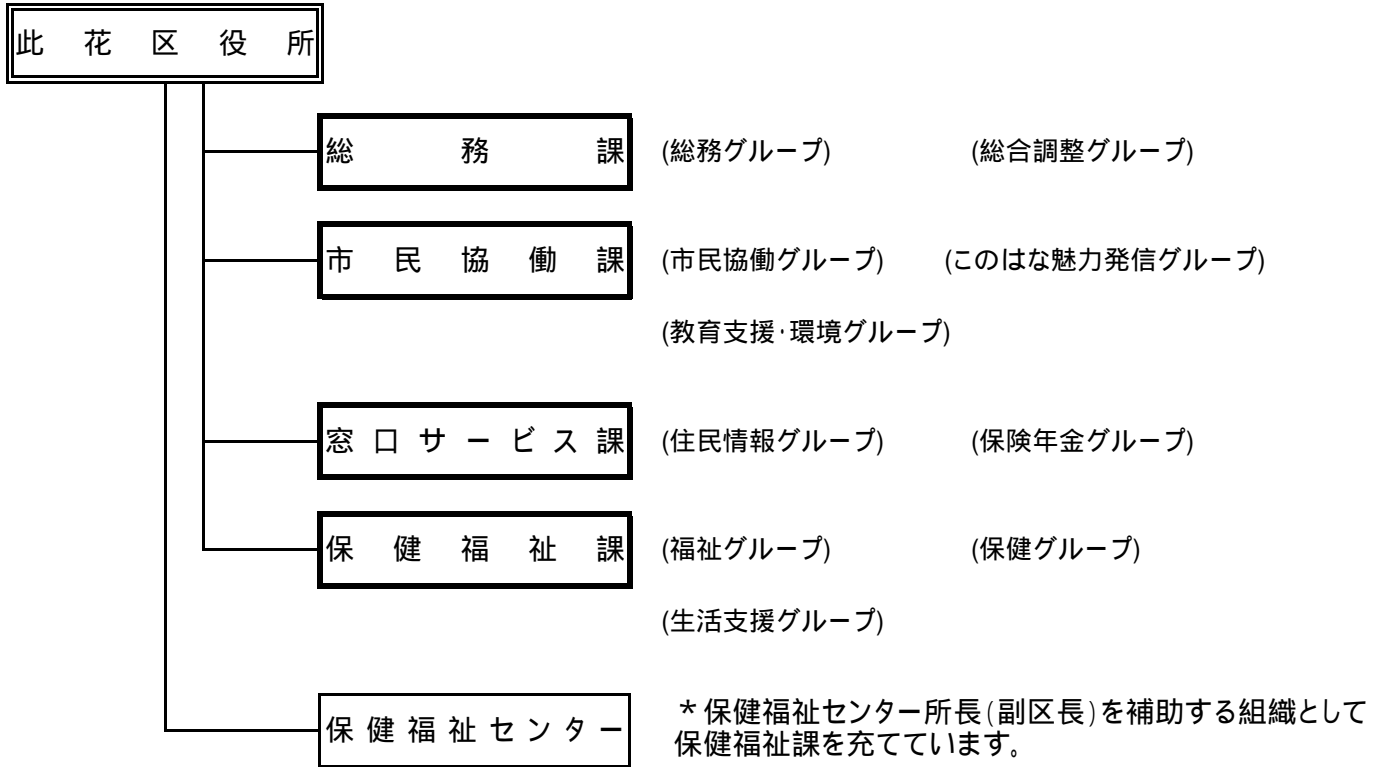 此花区役所
総務課 (総務グループ) (総合調整グループ)
市民協働課 (市民協働グループ) (このはな魅力発信グループ)
(教育支援･環境グループ)
窓口サービス課 (住民情報グループ) (保険年金グループ)
保健福祉課 (福祉グループ) (保健グループ)
(生活支援グループ)
保健福祉センター
*保健福祉センター所長(副区長)を補助する組織として
保健福祉課を充てています。